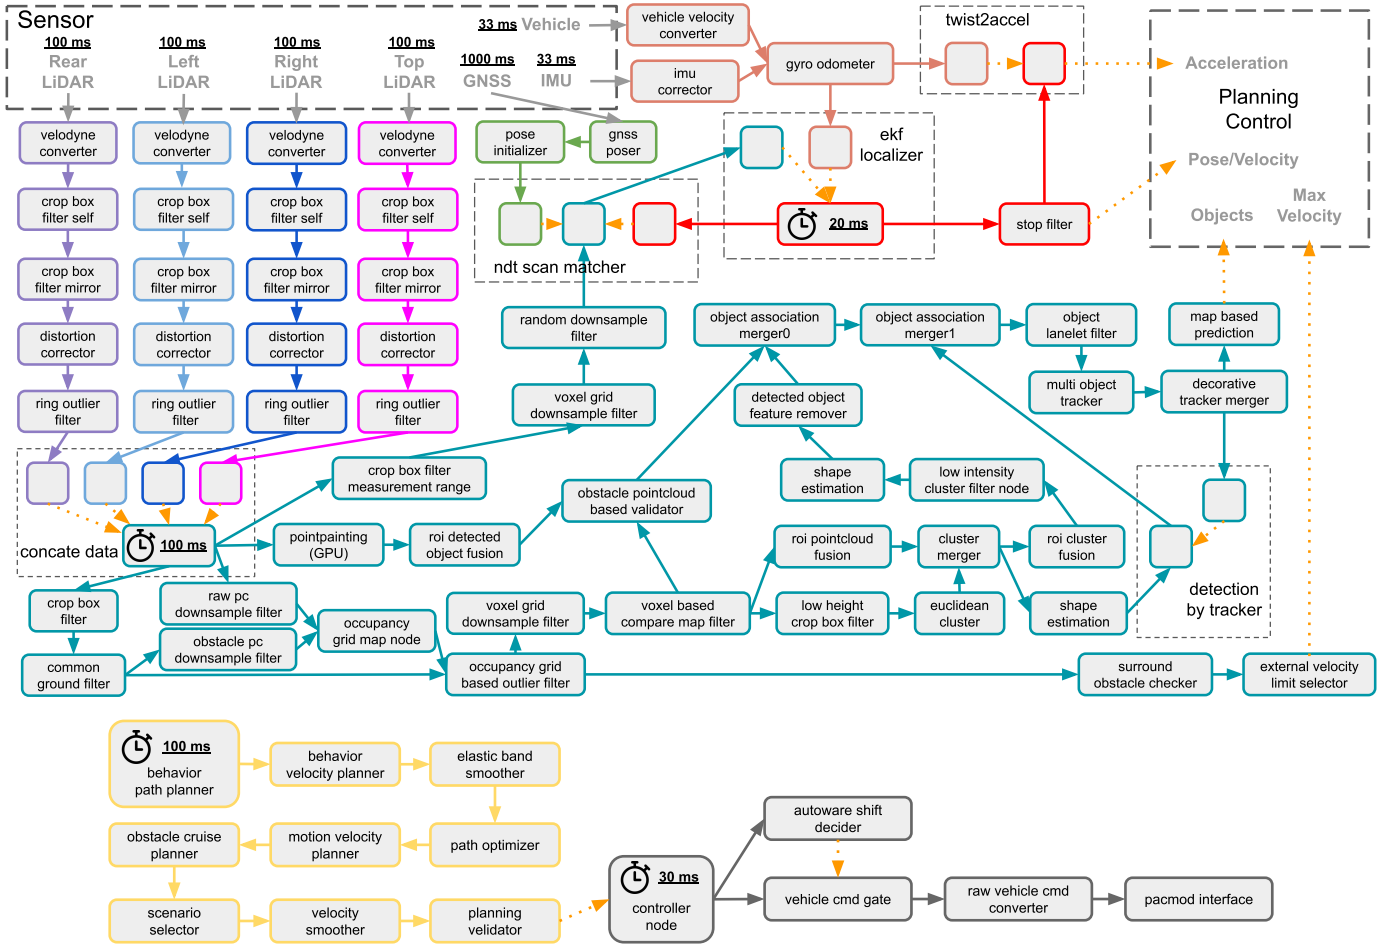 Sensor
100 ms
Rear
LiDAR
100 ms
Left
LiDAR
100 ms
Right
LiDAR
100 ms
Top
LiDAR
1000 ms
GNSS
33 ms
IMU
33 ms Vehicle
vehicle velocity
converter
imu
corrector
gyro odometer
twist2accel
Acceleration
Planning
Control
Pose/Velocity
Max
Velocity
Objects
velodyne
converter
velodyne
converter
velodyne
converter
velodyne
converter
pose
initializer
gnss
poser
ekf
localizer
crop box
filter self
crop box
filter self
crop box
filter self
crop box
filter self
20 ms
stop filter
ndt scan matcher
crop box
filter mirror
crop box
filter mirror
crop box
filter mirror
crop box
filter mirror
distortion
corrector
distortion
corrector
distortion
corrector
distortion
corrector
random downsample
filter
object association
merger0
object association
merger1
object
lanelet filter
map based
prediction
ring outlier
filter
ring outlier
filter
ring outlier
filter
ring outlier
filter
voxel grid
downsample filter
detected object
feature remover
multi object
tracker
decorative
tracker merger
crop box filter
measurement range
obstacle pointcloud
based validator
shape
estimation
low intensity
cluster filter node
concate data
100 ms
pointpainting
(GPU)
roi detected
object fusion
roi pointcloud
fusion
cluster
merger
roi cluster
fusion
detection
by tracker
crop box
filter
raw pc
downsample filter
obstacle pc
downsample filter
occupancy
grid map node
voxel grid
downsample filter
voxel based
compare map filter
low height
crop box filter
euclidean
cluster
shape
estimation
common
ground filter
occupancy grid
based outlier filter
surround
obstacle checker
external velocity
limit selector
100 ms
behavior
path planner
behavior
velocity planner
elastic band
smoother
obstacle cruise
planner
motion velocity
planner
path optimizer
scenario
selector
velocity
smoother
planning
velidator
30 ms
controller
node
autoware shift
decider
vehicle cmd gate
raw vehicle cmd
converter
pacmod interface